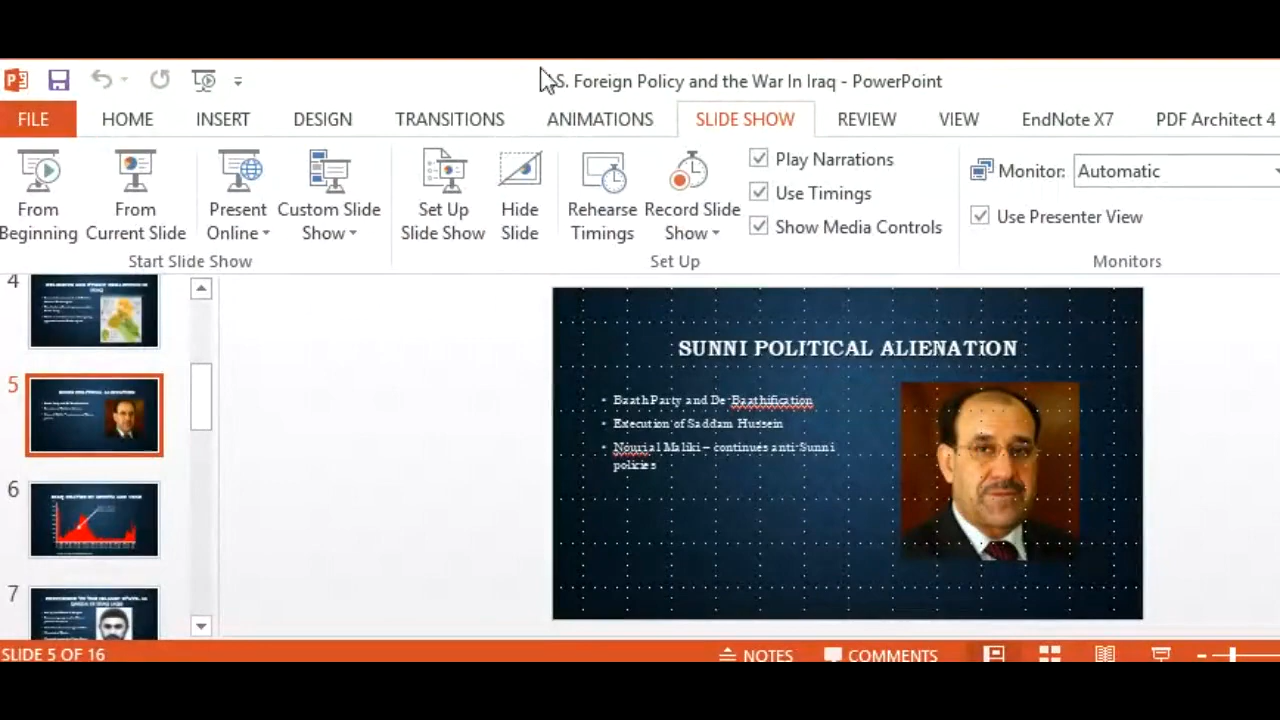 S. Foreign Policy and the War In Iraq - PowerPoint
FILE HOME INSERT DESIGN TRANSITIONS ANIMATIONS SLIDE SHOW REVIEW VIEW EndNote X7 PDF Architect 4
From Beginning
From Current Slide
Present Online
Custom Slide Show
Set Up Slide Show
Hide Slide
Rehearse Timings
Record Slide Show
Play Narrations
Use Timings
Show Media Controls
Monitor: Automatic
Use Presenter View
Start Slide Show
Set Up
Monitors
4
5
SUNNI POLITICAL ALIENATION
6
7
SUNNI POLITICAL ALIENATION
• Baath Party and De-Baathification
• Execution of Saddam Hussein
• Nouri al Maliki – continues anti-Sunni
policies
SLIDE 5 OF 16
NOTES
COMMENTS